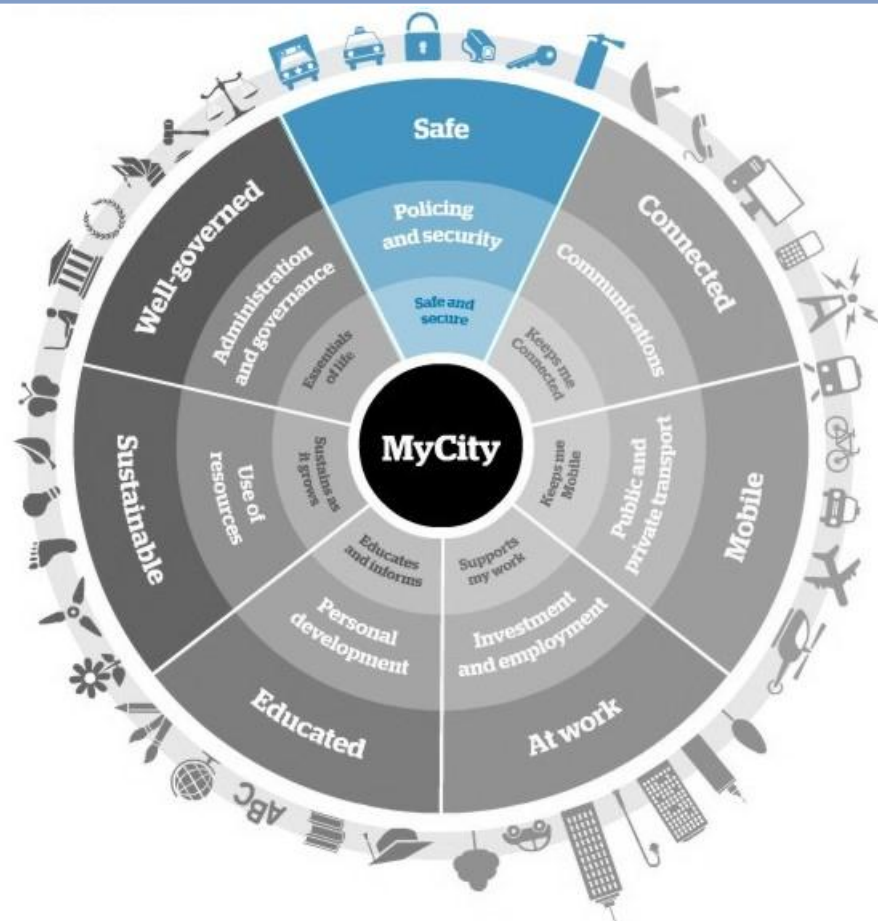 Safe
Policing
and security
Safe and
secure
Connected
Communications
Keeps me
Connected
Mobile
Public and
private transport
Keeps me
Mobile
At work
Investment
and employment
Supports
my work
Educated
Personal
development
Educates
and informs
Sustainable
Use of
resources
Sustains as
it grows
Well-governed
Administration
and governance
Essentials
of life
MyCity
ABC